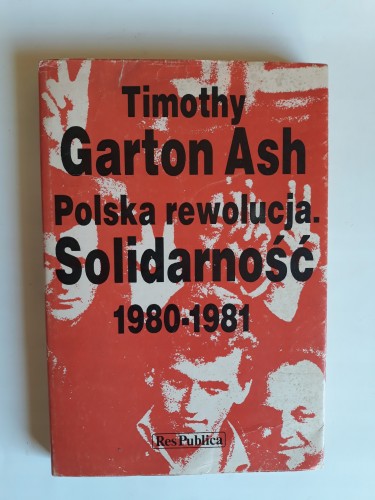 Timothy
Garton Ash
Polska rewolucja.
Solidarność
1980-1981
Res Publica